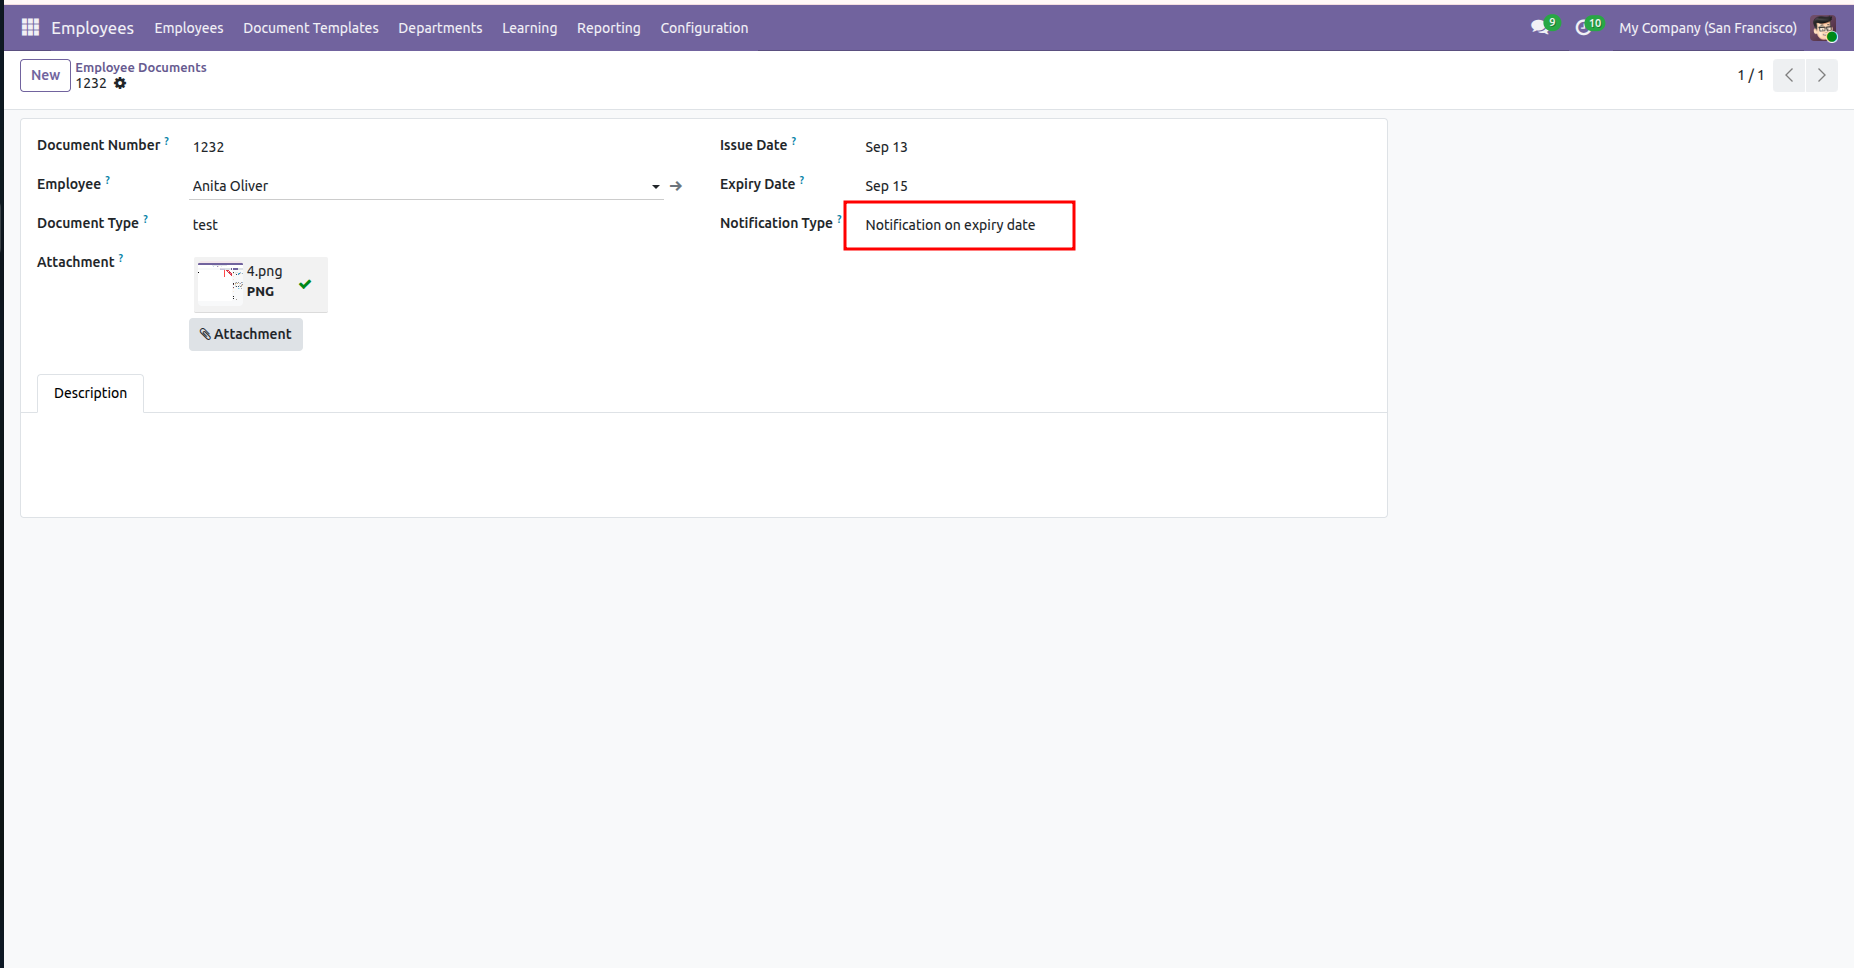 Employees Employees Document Templates Departments Learning Reporting Configuration 9 10 My Company (San Francisco)
New Employee Documents 1 / 1
1232
Document Number ? 1232
Employee ? Anita Oliver
Document Type ? test
Attachment ? 4.png
PNG
Attachment
Issue Date ? Sep 13
Expiry Date ? Sep 15
Notification Type ? Notification on expiry date
Description